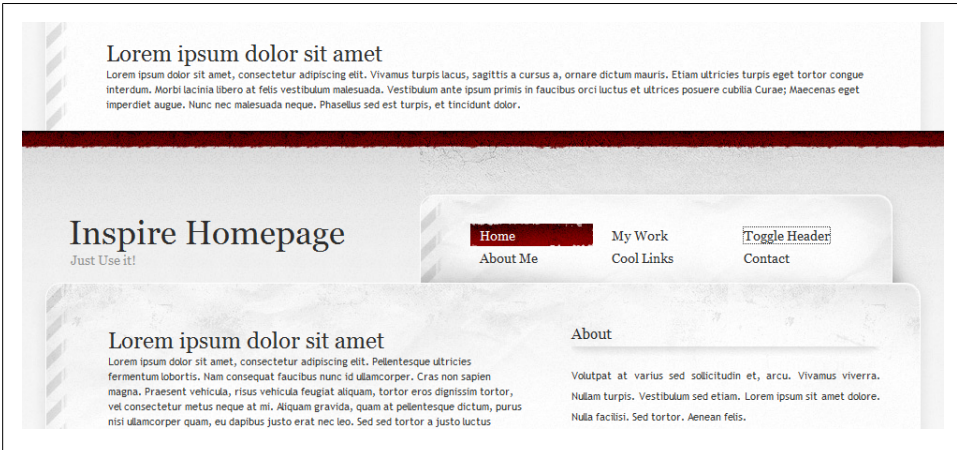 Lorem ipsum dolor sit amet
Lorem ipsum dolor sit amet, consectetur adipiscing elit. Vivamus turpis lacus, sagittis a cursus a, ornare dictum mauris. Etiam ultricies turpis eget tortor congue
interdum. Morbi lacinia libero at felis vestibulum malesuada. Vestibulum ante ipsum primis in faucibus orci luctus et ultrices posuere cubilia Curae; Maecenas eget
imperdiet augue. Nunc nec malesuada neque. Phasellus sed est turpis, et tincidunt dolor.
Inspire Homepage
Just Use it!
Home My Work Toggle Header
About Me Cool Links Contact
Lorem ipsum dolor sit amet
Lorem ipsum dolor sit amet, consectetur adipiscing elit. Pellentesque ultricies
fermentum lobortis. Nam consequat faucibus nunc id ullamcorper. Cras non sapien
magna. Praesent vehicula, risus vehicula feugiat aliquam, tortor eros dignissim tortor,
vel consectetur metus neque at mi. Aliquam gravida, quam at pellentesque dictum, purus
nisi ullamcorper quam, eu dapibus justo erat nec leo. Sed sed tortor a justo luctus
About
Volutpat at varius sed sollicitudin et, arcu. Vivamus viverra.
Nullam turpis. Vestibulum sed etiam. Lorem ipsum sit amet dolore.
Nulla facilisi. Sed tortor. Aenean felis.